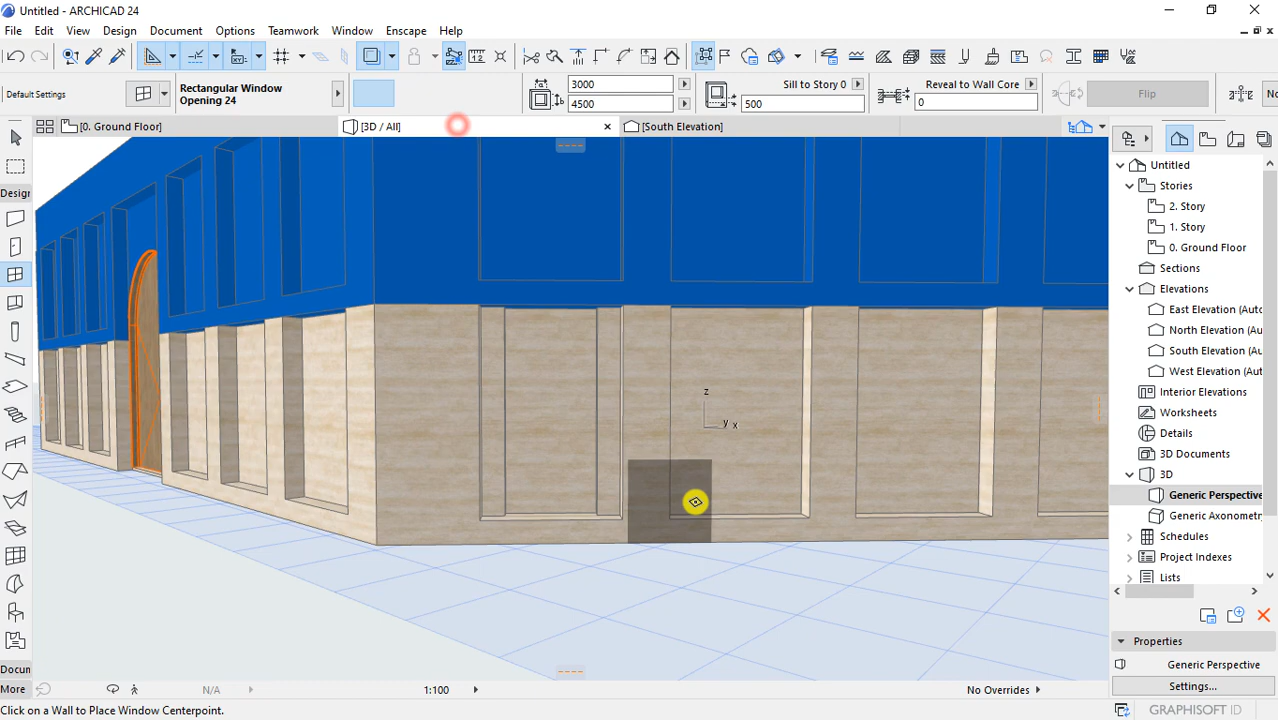 Untitled - ARCHICAD 24
File Edit View Design Document Options Teamwork Window Enscape Help
Default Settings
Rectangular Window
Opening 24
3000
4500
Sill to Story 0
500
Reveal to Wall Core
0
Flip
No
[0. Ground Floor]
[3D / All]
[South Elevation]
Design
Docun
More
z
y x
Untitled
Stories
2. Story
1. Story
0. Ground Floor
Sections
Elevations
East Elevation (Auto
North Elevation (Au
South Elevation (Au
West Elevation (Aut
Interior Elevations
Worksheets
Details
3D Documents
3D
Generic Perspective
Generic Axonometr
Schedules
Project Indexes
Lists
Properties
Generic Perspective
Settings...
N/A
1:100
No Overrides
Click on a Wall to Place Window Centerpoint.
GRAPHISOFT ID